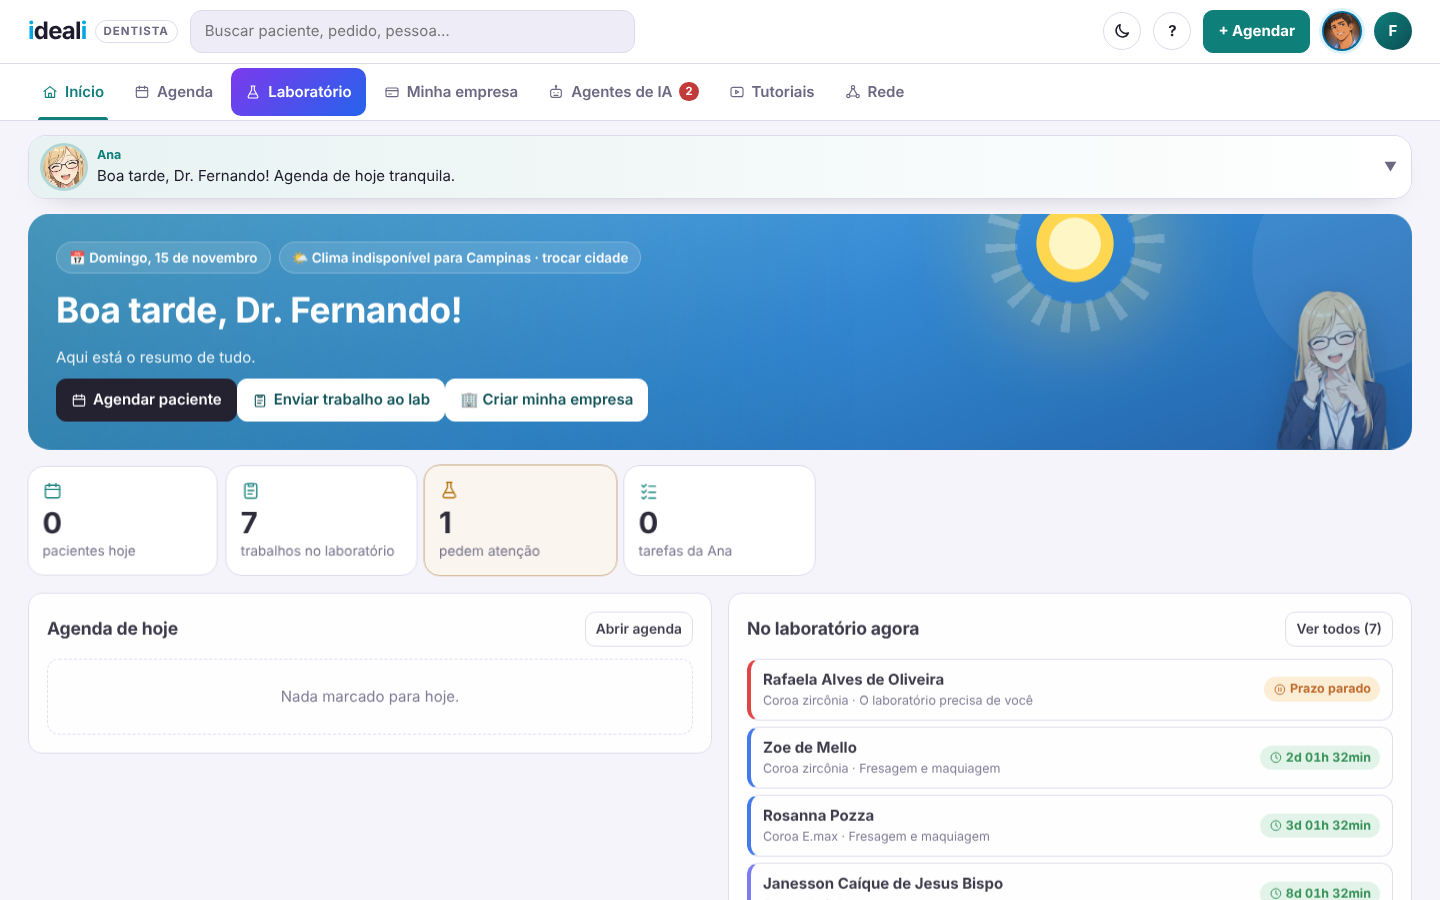 ideali DENTISTA
Buscar paciente, pedido, pessoa...
?
+ Agendar
F
Início
Agenda
Laboratório
Minha empresa
Agentes de IA 2
Tutoriais
Rede
Ana
Boa tarde, Dr. Fernando! Agenda de hoje tranquila.
▼
📅 Domingo, 15 de novembro
🌤️ Clima indisponível para Campinas · trocar cidade
Boa tarde, Dr. Fernando!
Aqui está o resumo de tudo.
Agendar paciente
Enviar trabalho ao lab
🏢 Criar minha empresa
0
pacientes hoje
7
trabalhos no laboratório
1
pedem atenção
0
tarefas da Ana
Agenda de hoje
Abrir agenda
Nada marcado para hoje.
No laboratório agora
Ver todos (7)
Rafaela Alves de Oliveira
Coroa zircônia · O laboratório precisa de você
Prazo parado
Zoe de Mello
Coroa zircônia · Fresagem e maquiagem
2d 01h 32min
Rosanna Pozza
Coroa E.max · Fresagem e maquiagem
3d 01h 32min
Janesson Caíque de Jesus Bispo
8d 01h 32min